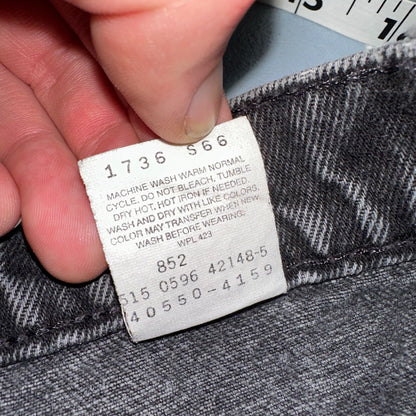 1736 S66
MACHINE WASH WARM NORMAL
CYCLE. DO NOT BLEACH. TUMBLE
DRY HOT, HOT IRON IF NEEDED.
WASH AND DRY WITH LIKE COLORS.
COLOR MAY TRANSFER WHEN NEW.
WASH BEFORE WEARING.
WPL 423
852
515 0596 42148-5
40550-4159